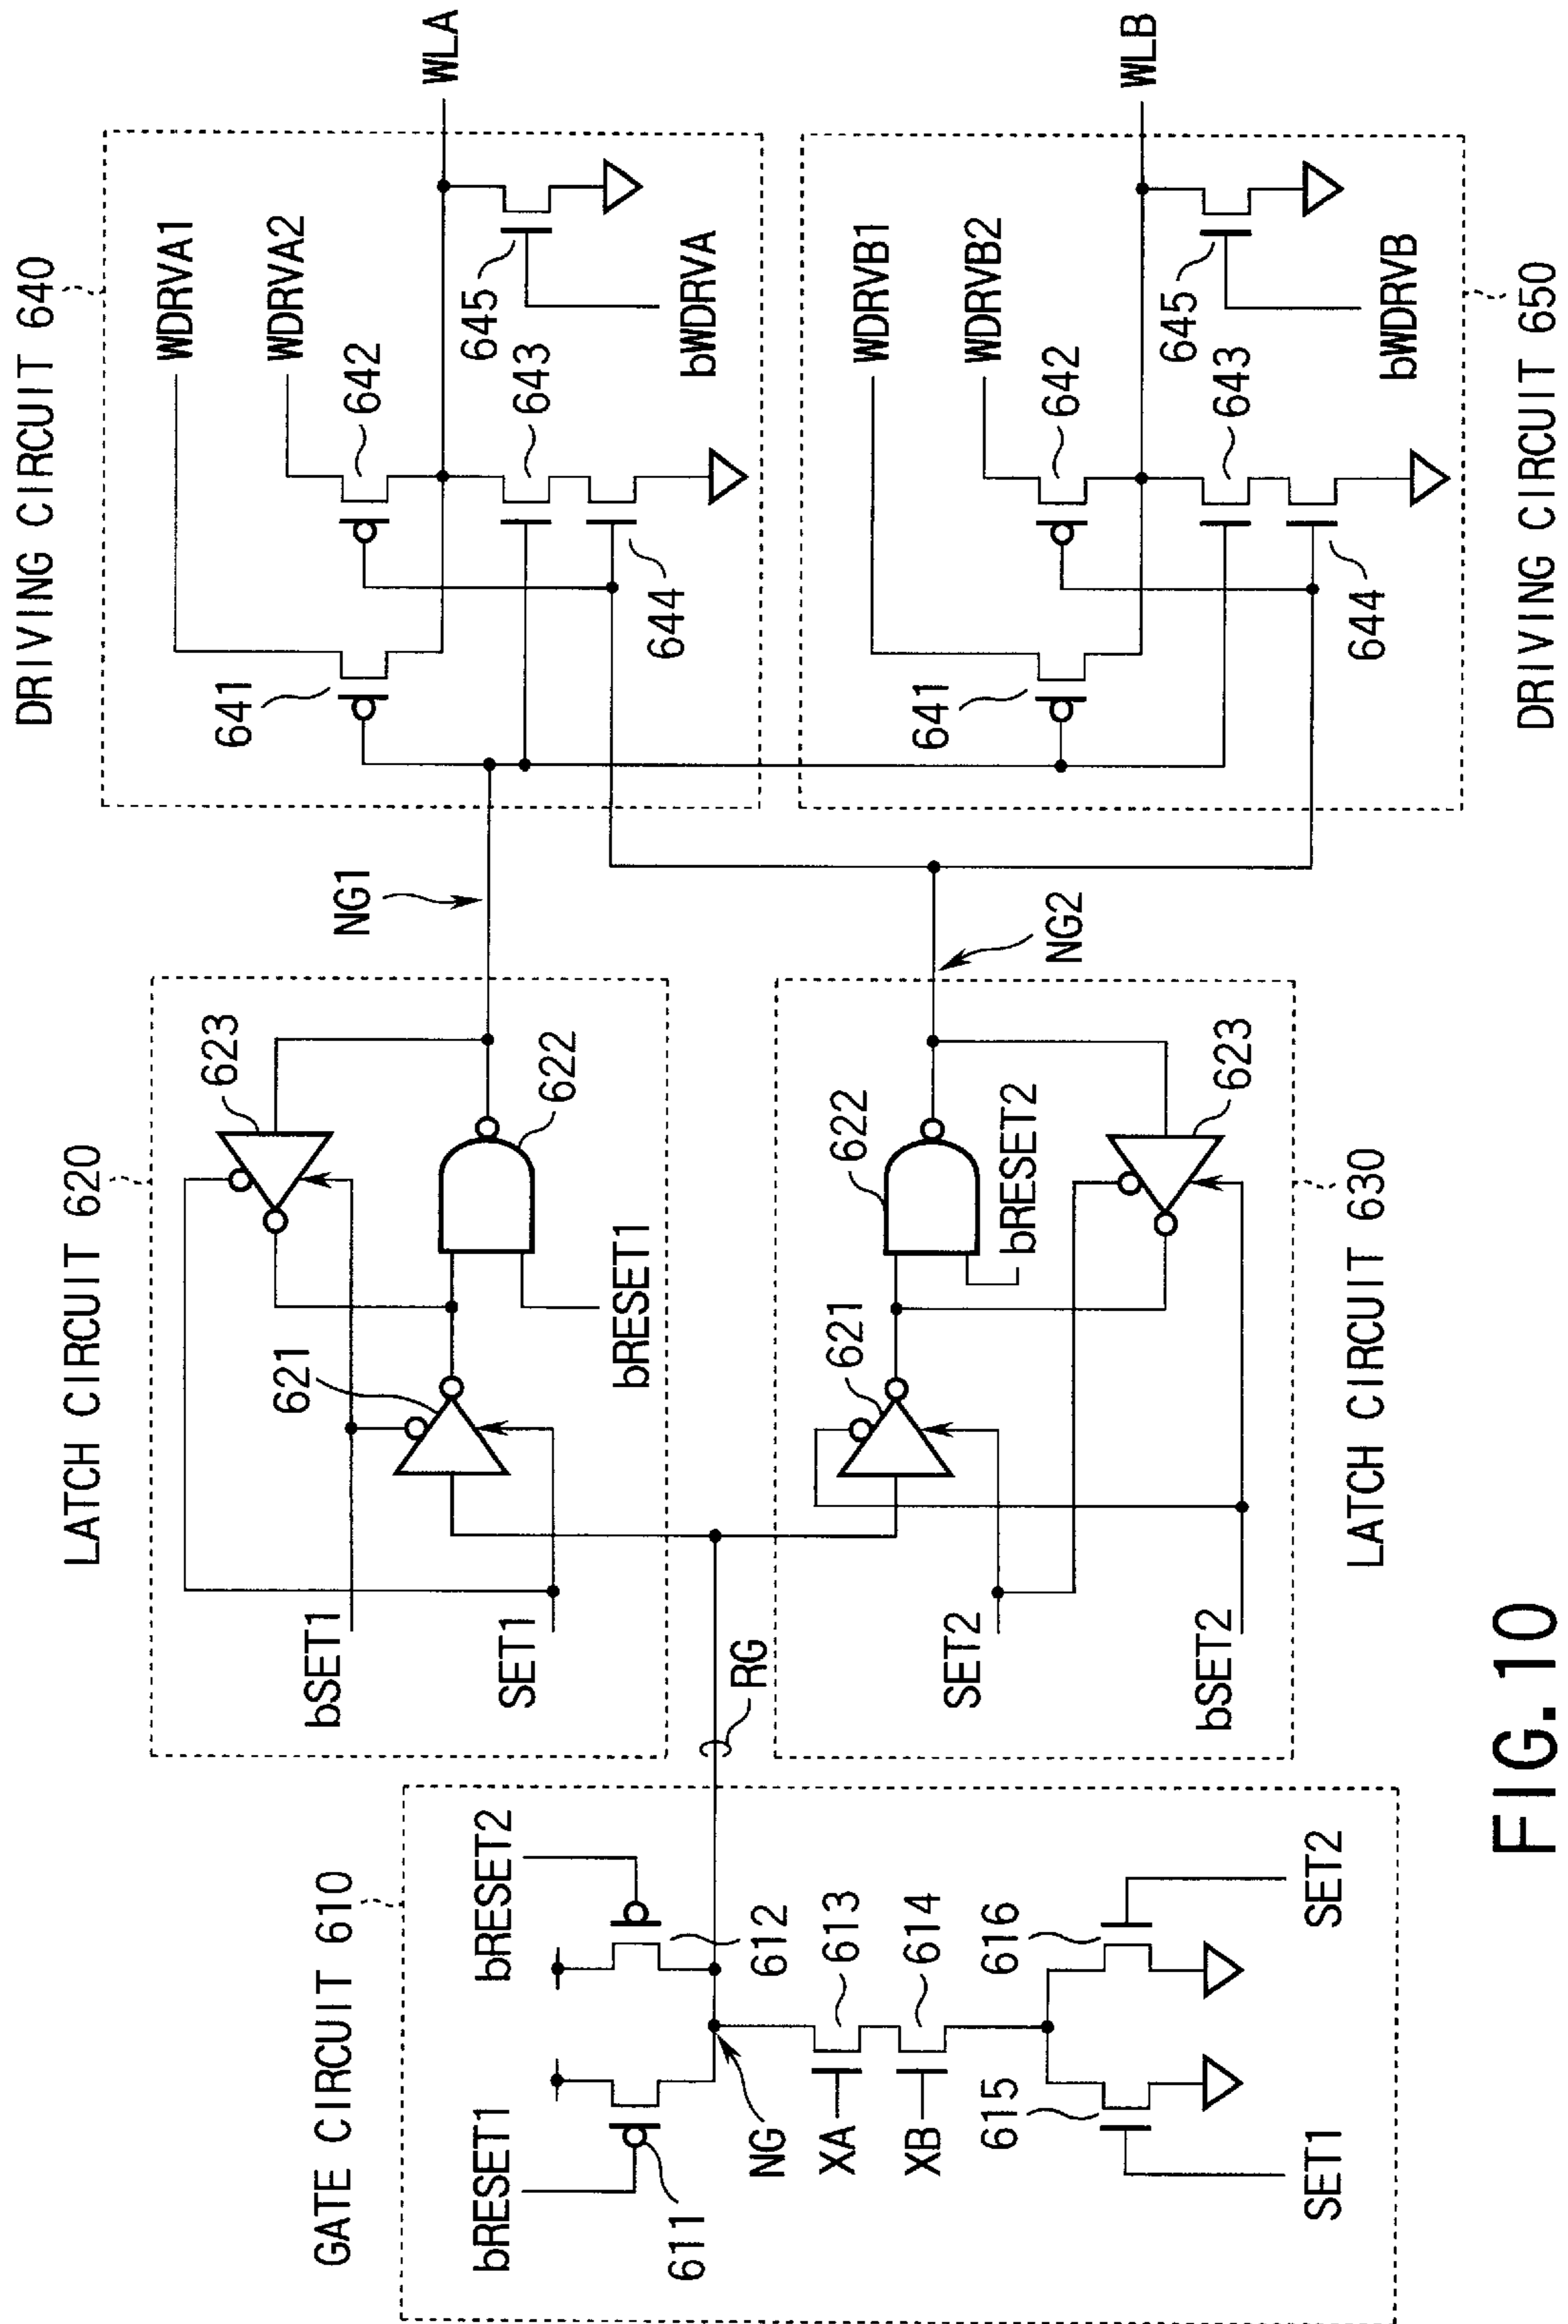 DRIVING CIRCUIT 640
WDRVA1
WDRVA2
WLA
641
642
643
644
645
bWDRVA
WDRVB1
WDRVB2
WLB
641
642
643
644
645
bWDRVB
DRIVING CIRCUIT 650
LATCH CIRCUIT 620
bSET1
SET1
621
622
623
bRESET1
NG1
SET2
bSET2
621
622
623
bRESET2
NG2
LATCH CIRCUIT 630
GATE CIRCUIT 610
bRESET1
bRESET2
611
612
NG
RG
XA
613
XB
614
615
616
SET1
SET2
FIG. 10